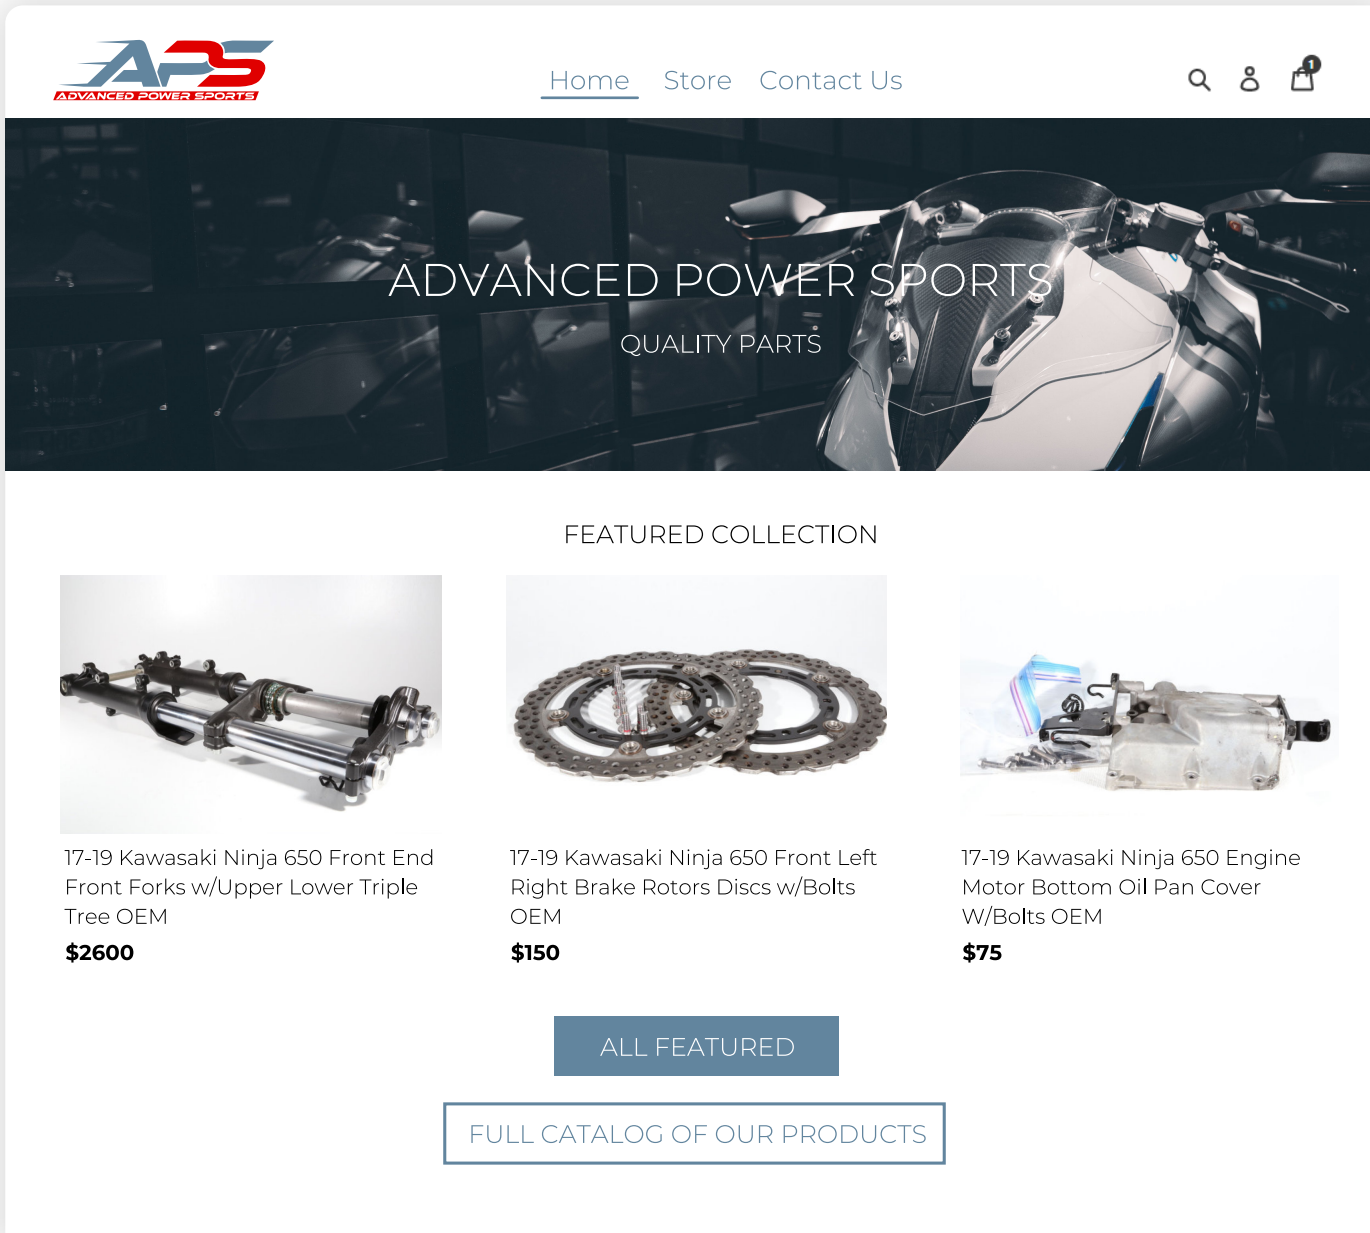 APS
ADVANCED POWER SPORTS
Home Store Contact Us
1
ADVANCED POWER SPORTS
QUALITY PARTS
FEATURED COLLECTION
17-19 Kawasaki Ninja 650 Front End
Front Forks w/Upper Lower Triple
Tree OEM
$2600
17-19 Kawasaki Ninja 650 Front Left
Right Brake Rotors Discs w/Bolts
OEM
$150
17-19 Kawasaki Ninja 650 Engine
Motor Bottom Oil Pan Cover
W/Bolts OEM
$75
ALL FEATURED
FULL CATALOG OF OUR PRODUCTS